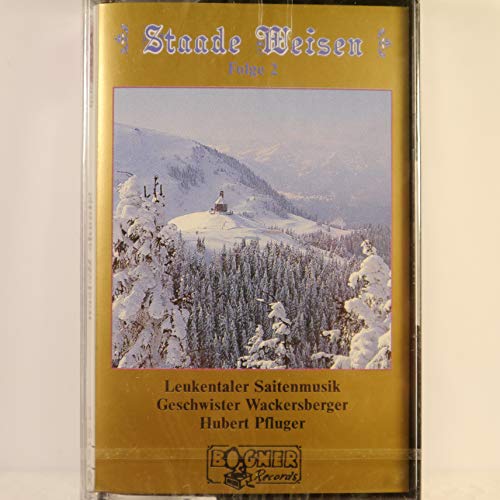 Staade Weisen
Folge 2
Leukentaler Saitenmusik
Geschwister Wackersberger
Hubert Pfluger
BOGNER
Records